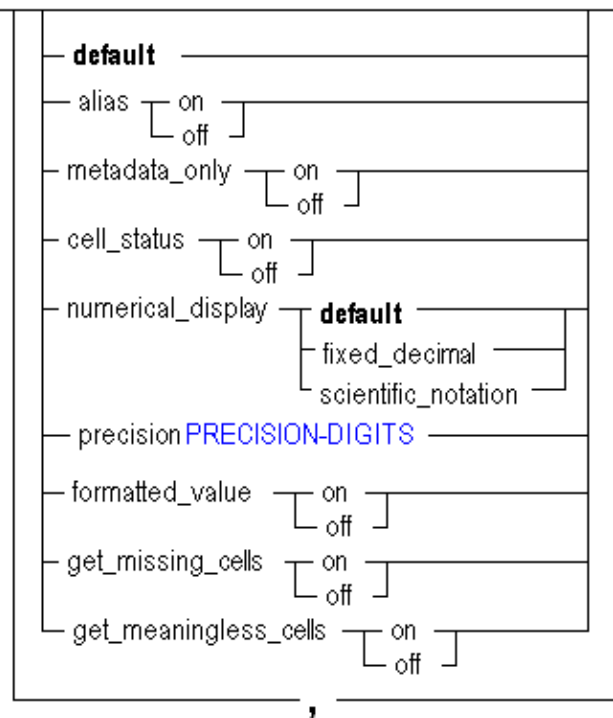 default
alias on
off
metadata_only on
off
cell_status on
off
numerical_display default
fixed_decimal
scientific_notation
precision PRECISION-DIGITS
formatted_value on
off
get_missing_cells on
off
get_meaningless_cells on
off
,